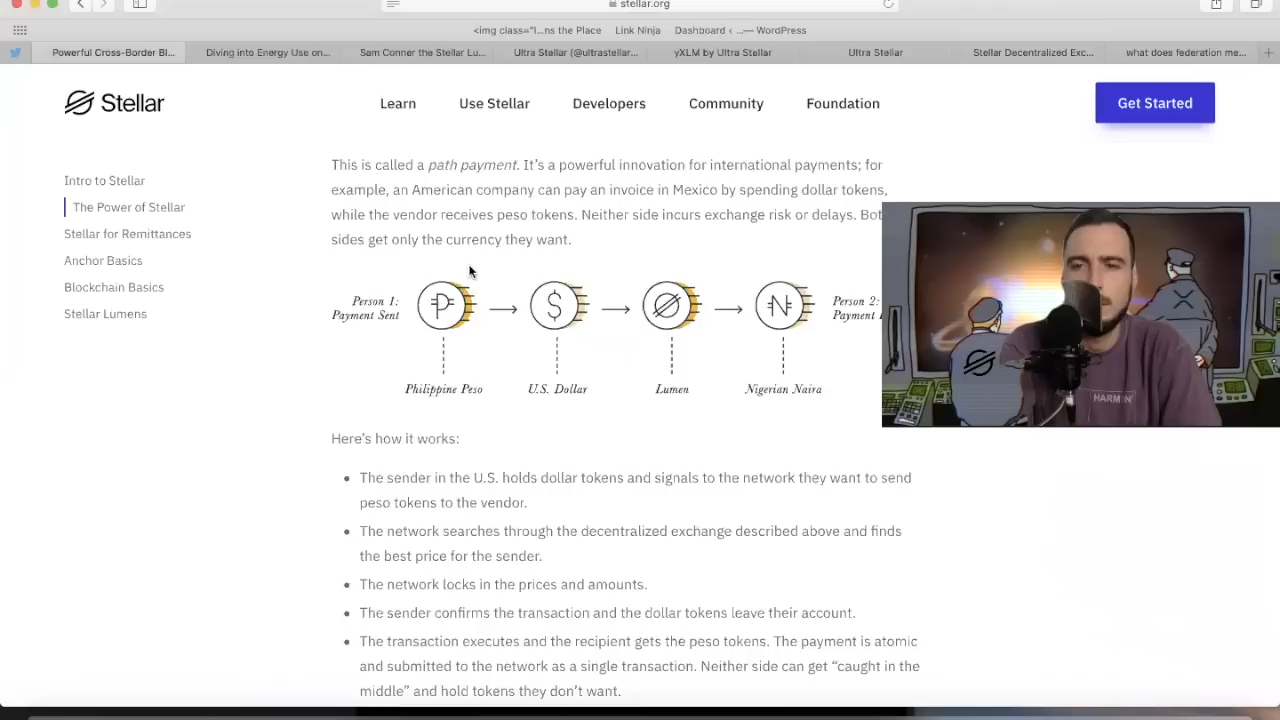 stellar.org
<img class="l...ns the Place Link Ninja Dashboard ‹ ...— WordPress
Powerful Cross-Border Bl... Diving into Energy Use on... Sam Conner the Stellar Lu... Ultra Stellar (@ultrastellar... yXLM by Ultra Stellar Ultra Stellar Stellar Decentralized Exc... what does federation me...
Stellar Learn Use Stellar Developers Community Foundation Get Started
Intro to Stellar
The Power of Stellar
Stellar for Remittances
Anchor Basics
Blockchain Basics
Stellar Lumens
This is called a path payment. It’s a powerful innovation for international payments; for
example, an American company can pay an invoice in Mexico by spending dollar tokens,
while the vendor receives peso tokens. Neither side incurs exchange risk or delays. Bot
sides get only the currency they want.
Person 1:
Payment Sent
$
Person 2:
Payment
Philippine Peso U.S. Dollar Lumen Nigerian Naira
HARMON
Here’s how it works:
• The sender in the U.S. holds dollar tokens and signals to the network they want to send
peso tokens to the vendor.
• The network searches through the decentralized exchange described above and finds
the best price for the sender.
• The network locks in the prices and amounts.
• The sender confirms the transaction and the dollar tokens leave their account.
• The transaction executes and the recipient gets the peso tokens. The payment is atomic
and submitted to the network as a single transaction. Neither side can get “caught in the
middle” and hold tokens they don’t want.